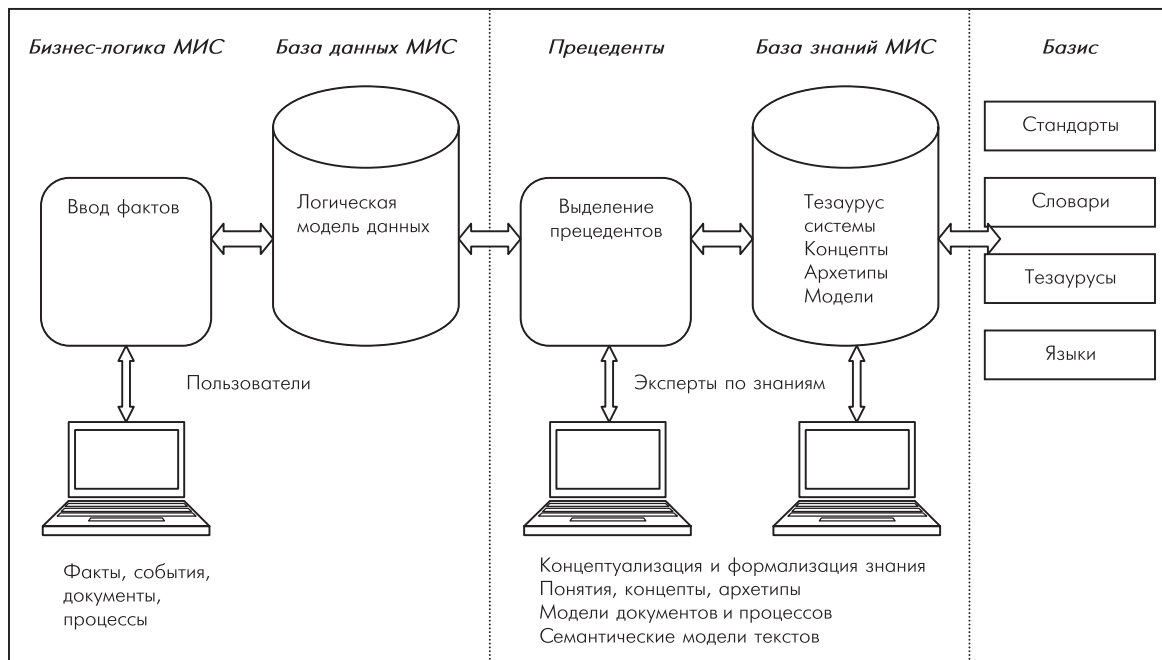 Бизнес-логика МИС
База данных МИС
Прецеденты
База знаний МИС
Базис
Ввод фактов
Логическая
модель данных
Выделение
прецедентов
Тезаурус
системы
Концепты
Архетипы
Модели
Стандарты
Словари
Тезаурусы
Языки
Пользователи
Эксперты по знаниям
Факты, события,
документы,
процессы
Концептуализация и формализация знания
Понятия, концепты, архетипы
Модели документов и процессов
Семантические модели текстов